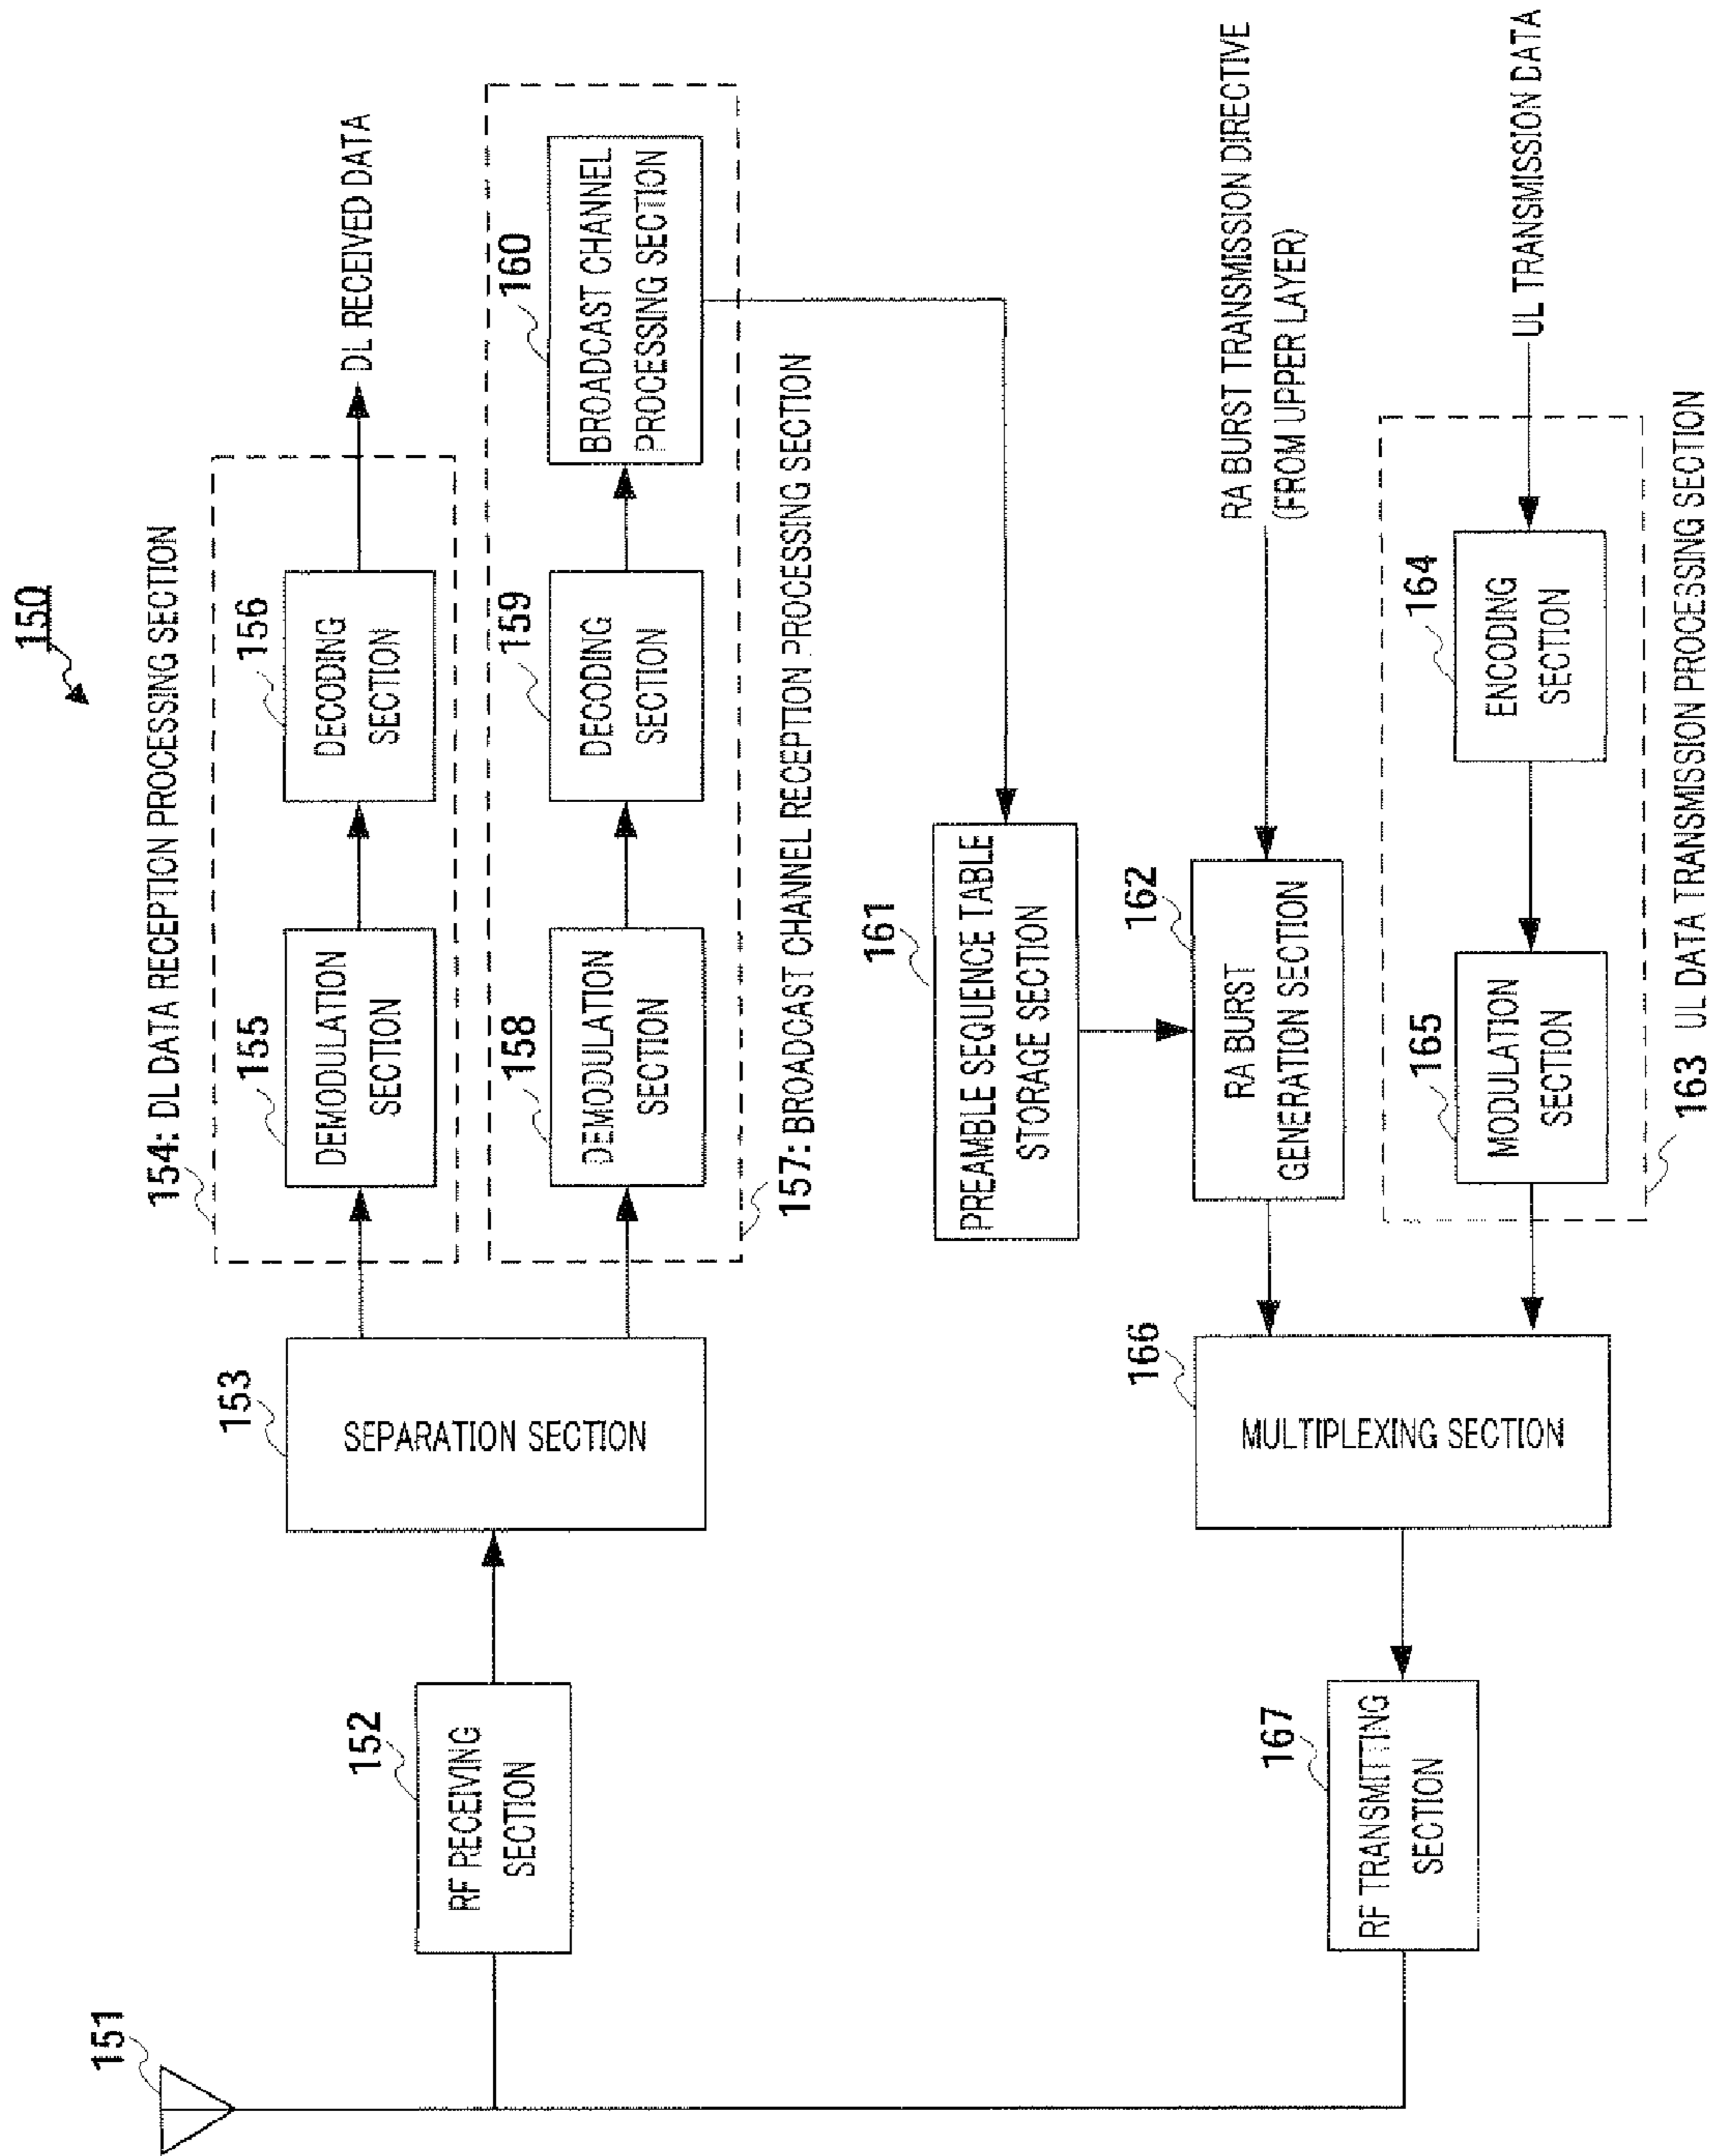 150
154: DL DATA RECEPTION PROCESSING SECTION
155
DEMODULATION
SECTION
156
DECODING
SECTION
DL RECEIVED DATA
151
152
RF RECEIVING
SECTION
153
SEPARATION SECTION
158
DEMODULATION
SECTION
159
DECODING
SECTION
160
BROADCAST CHANNEL
PROCESSING SECTION
157: BROADCAST CHANNEL RECEPTION PROCESSING SECTION
161
PREAMBLE SEQUENCE TABLE
STORAGE SECTION
162
RA BURST
GENERATION SECTION
RA BURST TRANSMISSION DIRECTIVE
(FROM UPPER LAYER)
167
RF TRANSMITTING
SECTION
166
MULTIPLEXING SECTION
165
MODULATION
SECTION
164
ENCODING
SECTION
UL TRANSMISSION DATA
163 UL DATA TRANSMISSION PROCESSING SECTION